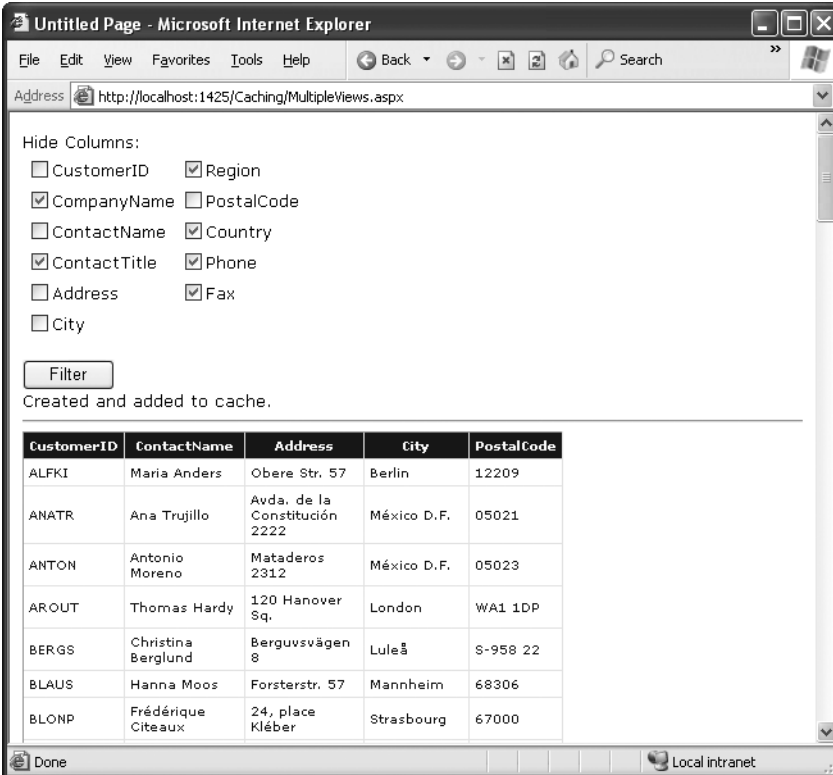 Untitled Page - Microsoft Internet Explorer
File Edit View Favorites Tools Help Back Search »
Address http://localhost:1425/Caching/MultipleViews.aspx
Hide Columns:
CustomerID Region
CompanyName PostalCode
ContactName Country
ContactTitle Phone
Address Fax
City
Filter
Created and added to cache.
CustomerID ContactName Address City PostalCode
ALFKI Maria Anders Obere Str. 57 Berlin 12209
ANATR Ana Trujillo Avda. de la Constitución 2222 México D.F. 05021
ANTON Antonio Moreno Mataderos 2312 México D.F. 05023
AROUT Thomas Hardy 120 Hanover Sq. London WA1 1DP
BERGS Christina Berglund Berguvsvägen 8 Luleå S-958 22
BLAUS Hanna Moos Forsterstr. 57 Mannheim 68306
BLONP Frédérique Citeaux 24, place Kléber Strasbourg 67000
Done Local intranet